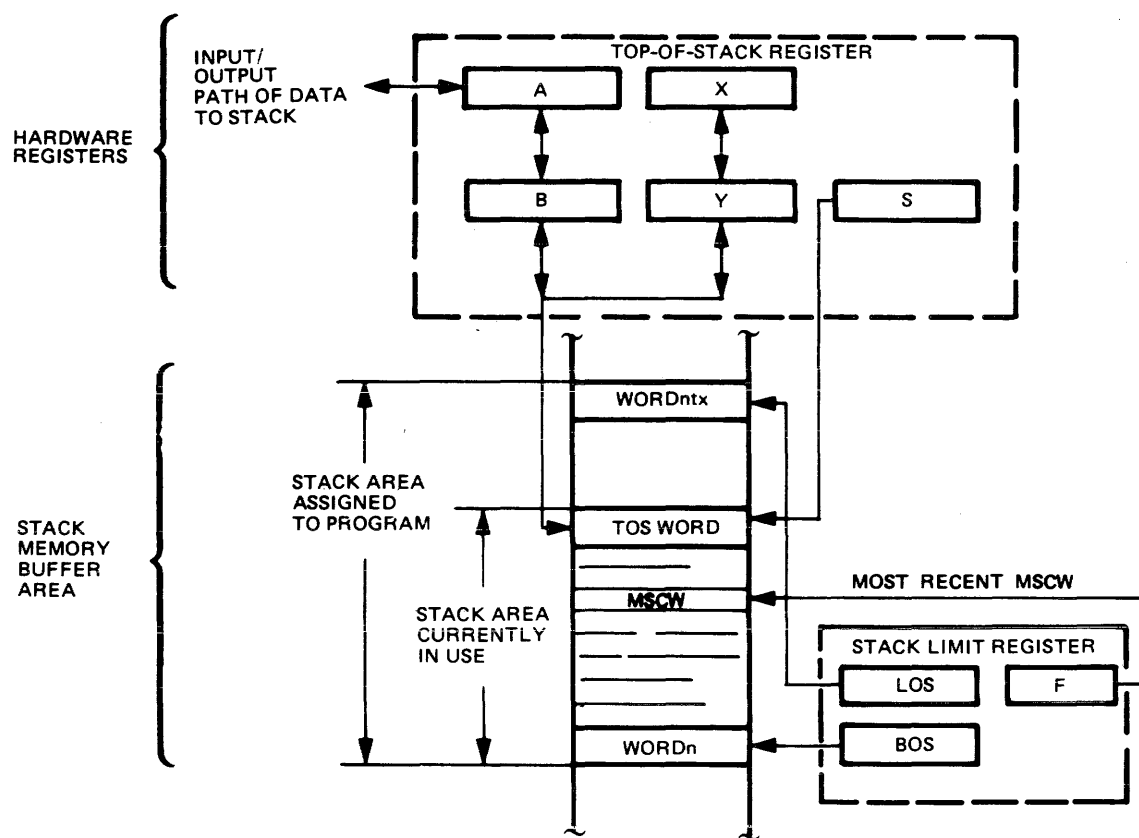 TOP-OF-STACK REGISTER
INPUT/
OUTPUT
PATH OF DATA
TO STACK
A
X
HARDWARE
REGISTERS
B
Y
S
WORDntx
STACK AREA
ASSIGNED
TO PROGRAM
STACK
MEMORY
BUFFER
AREA
TOS WORD
MOST RECENT MSCW
MSCW
STACK AREA
CURRENTLY
IN USE
STACK LIMIT REGISTER
LOS
F
BOS
WORDn